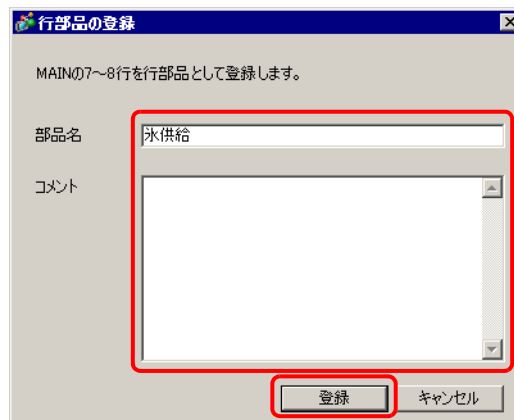 行部品の登録
MAINの7～8行を行部品として登録します。
部品名
氷供給
コメント
登録
キャンセル